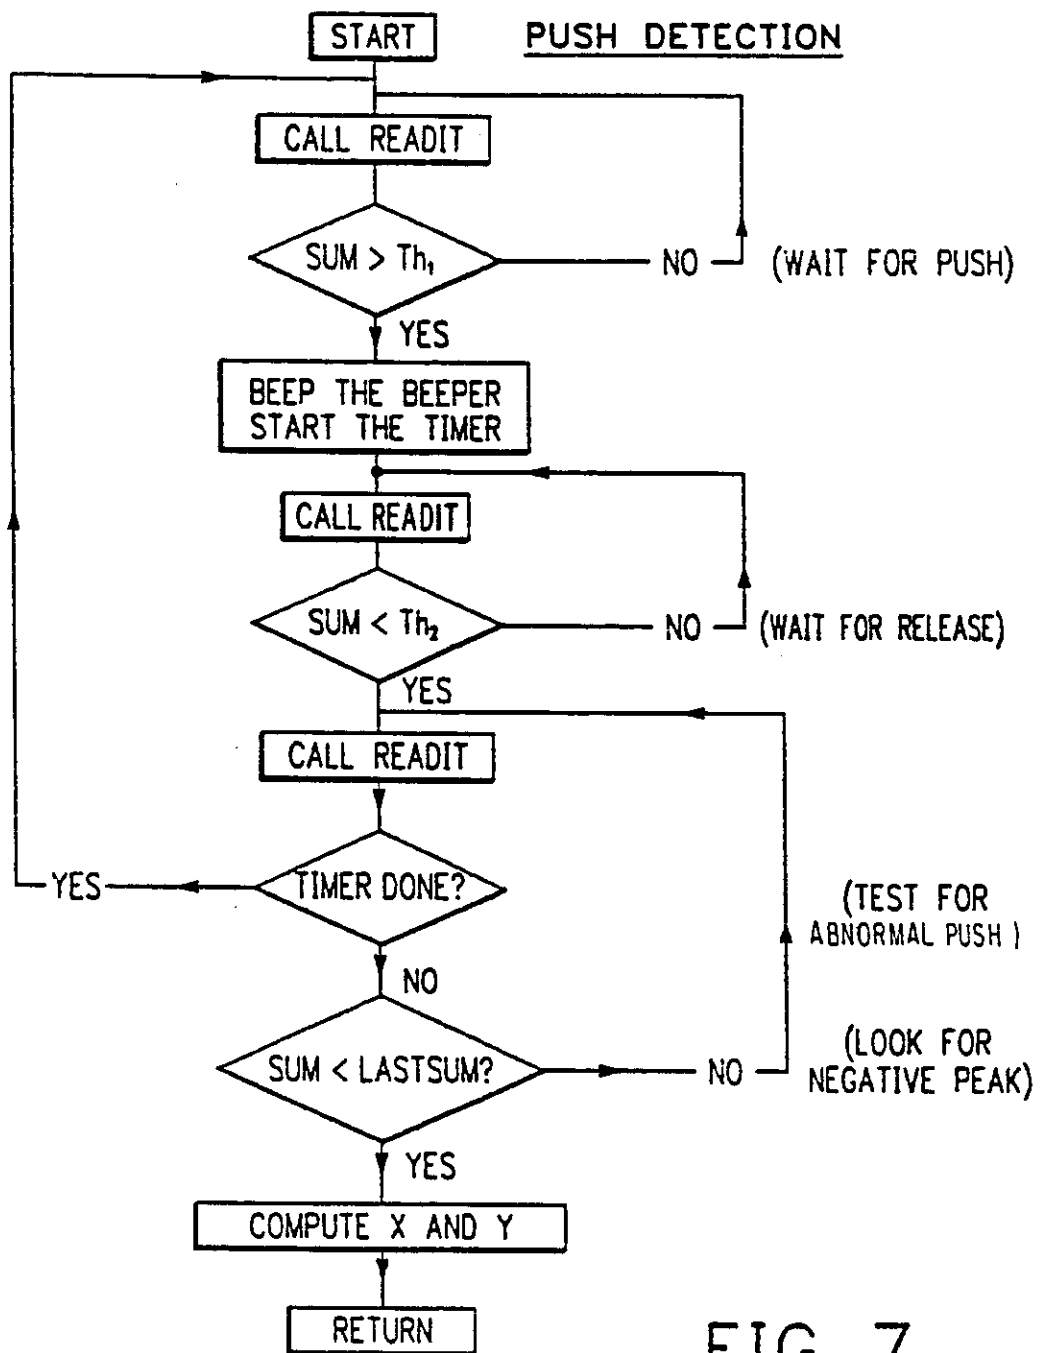 START
PUSH DETECTION
CALL READIT
SUM > Th₁
NO
(WAIT FOR PUSH)
YES
BEEP THE BEEPER
START THE TIMER
CALL READIT
SUM < Th₂
NO
(WAIT FOR RELEASE)
YES
CALL READIT
YES
TIMER DONE?
(TEST FOR
ABNORMAL PUSH)
NO
SUM < LASTSUM?
NO
(LOOK FOR
NEGATIVE PEAK)
YES
COMPUTE X AND Y
RETURN
FIG. 7